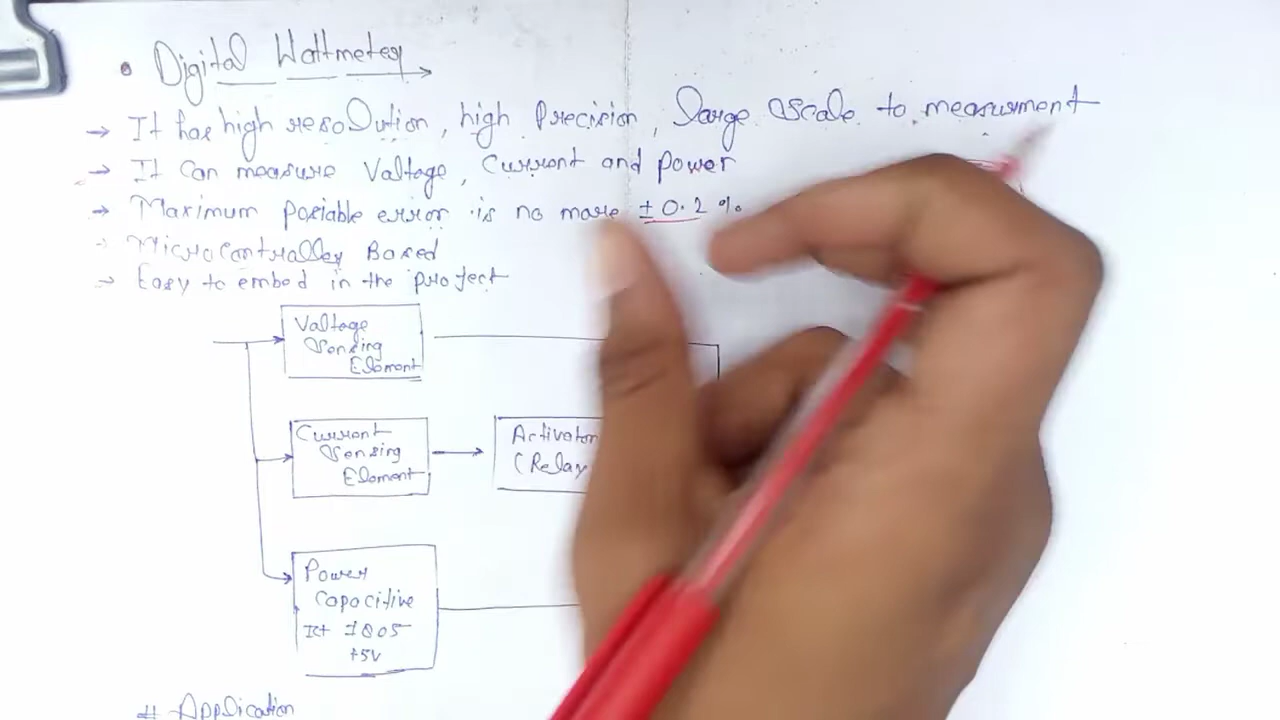 • Digital Wattmeter
→ It has high resolution, high Precision, large scale to measurment
→ It can measure Voltage, Current and power
→ Maximum posiable error is no more ±0.2 %
→ Microcontroller Based
→ Easy to embed in the project
Voltage
Sensing
Element
Current
Sensing
Element
Activator
(Relay
Power
Capacitive
+5V
# Application